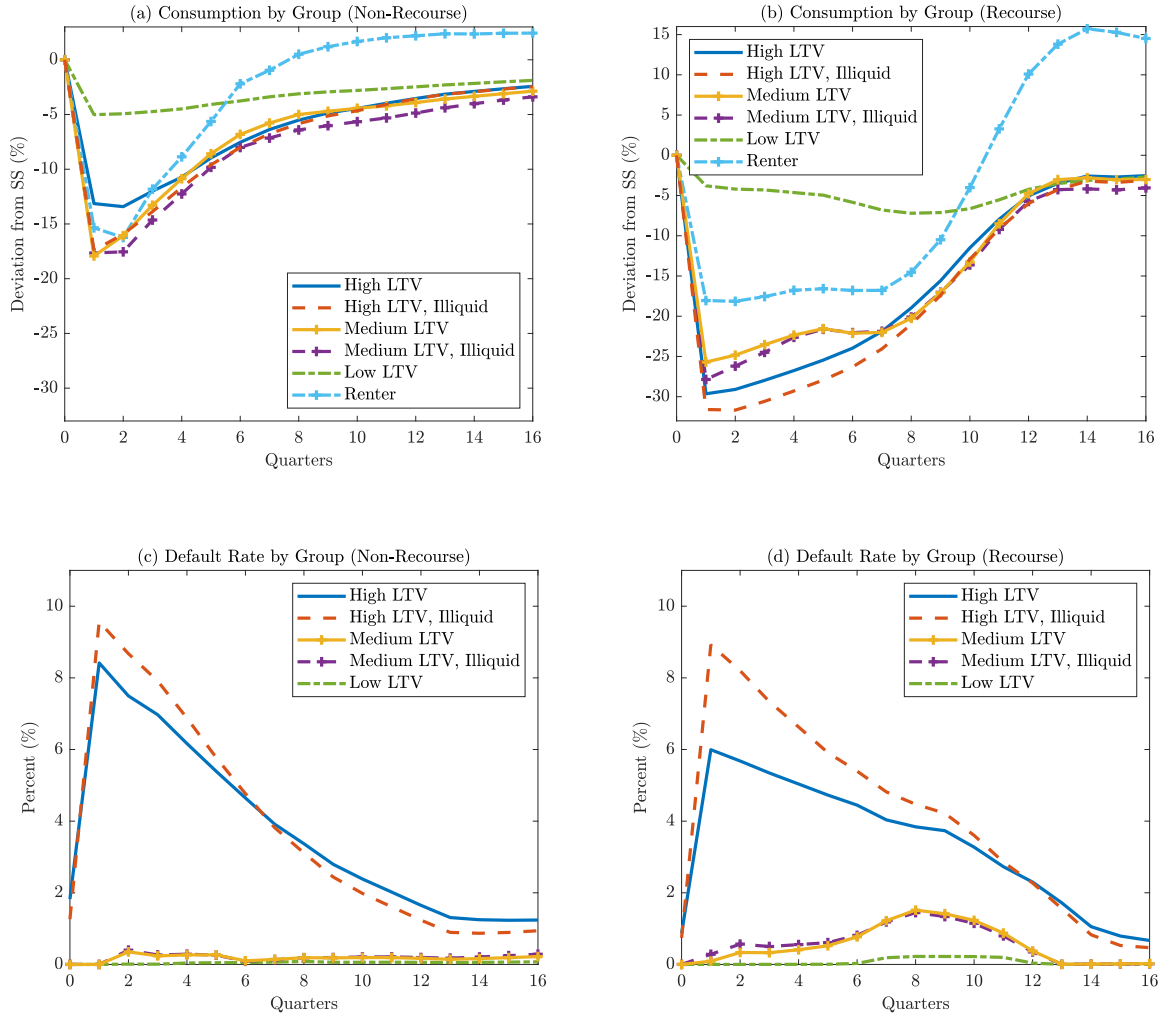 (a) Consumption by Group (Non-Recourse)
0
-5
-10
-15
-20
-25
-30
Deviation from SS (%)
High LTV
High LTV, Illiquid
Medium LTV
Medium LTV, Illiquid
Low LTV
Renter
0 2 4 6 8 10 12 14 16
Quarters
(b) Consumption by Group (Recourse)
15
10
5
0
-5
-10
-15
-20
-25
-30
Deviation from SS (%)
High LTV
High LTV, Illiquid
Medium LTV
Medium LTV, Illiquid
Low LTV
Renter
0 2 4 6 8 10 12 14 16
Quarters
(c) Default Rate by Group (Non-Recourse)
10
8
6
4
2
0
Percent (%)
High LTV
High LTV, Illiquid
Medium LTV
Medium LTV, Illiquid
Low LTV
0 2 4 6 8 10 12 14 16
Quarters
(d) Default Rate by Group (Recourse)
10
8
6
4
2
0
Percent (%)
High LTV
High LTV, Illiquid
Medium LTV
Medium LTV, Illiquid
Low LTV
0 2 4 6 8 10 12 14 16
Quarters